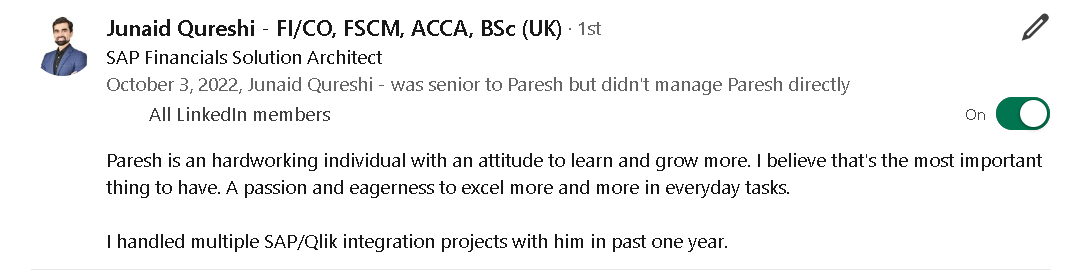 Junaid Qureshi - FI/CO, FSCM, ACCA, BSc (UK) · 1st
SAP Financials Solution Architect
October 3, 2022, Junaid Qureshi - was senior to Paresh but didn't manage Paresh directly
All LinkedIn members On
Paresh is an hardworking individual with an attitude to learn and grow more. I believe that's the most important
thing to have. A passion and eagerness to excel more and more in everyday tasks.
I handled multiple SAP/Qlik integration projects with him in past one year.